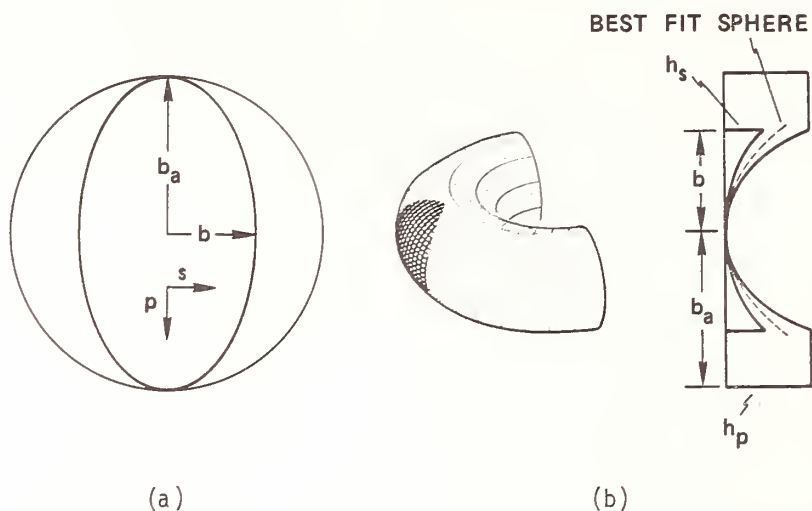 BEST FIT SPHERE
h_s
b_a
b
s
p
b
b_a
h_p
(a)
(b)